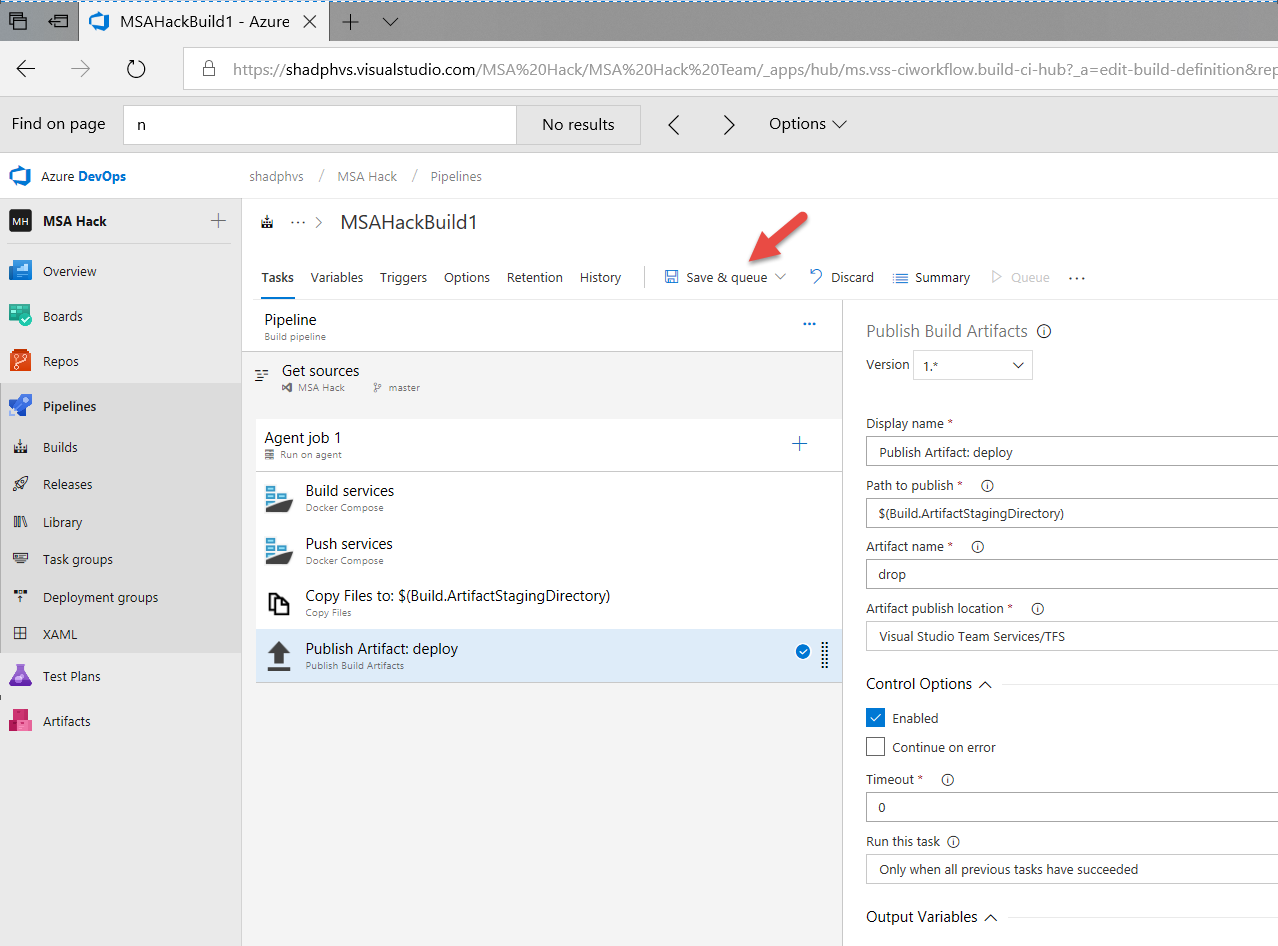 MSAHackBuild1 - Azure
https://shadphvs.visualstudio.com/MSA%20Hack/MSA%20Hack%20Team/_apps/hub/ms.vss-ciworkflow.build-ci-hub?_a=edit-build-definition&rep
Find on page n No results Options
Azure DevOps shadphvs / MSA Hack / Pipelines
MH MSA Hack
... MSAHackBuild1
Overview
Boards
Repos
Pipelines
Builds
Releases
Library
Task groups
Deployment groups
XAML
Test Plans
Artifacts
Tasks Variables Triggers Options Retention History Save & queue Discard Summary Queue ...
Pipeline ...
Build pipeline
Get sources
MSA Hack master
Agent job 1
Run on agent
Build services
Docker Compose
Push services
Docker Compose
Copy Files to: $(Build.ArtifactStagingDirectory)
Copy Files
Publish Artifact: deploy
Publish Build Artifacts
Publish Build Artifacts
Version 1.*
Display name *
Publish Artifact: deploy
Path to publish *
$(Build.ArtifactStagingDirectory)
Artifact name *
drop
Artifact publish location *
Visual Studio Team Services/TFS
Control Options
Enabled
Continue on error
Timeout *
0
Run this task
Only when all previous tasks have succeeded
Output Variables